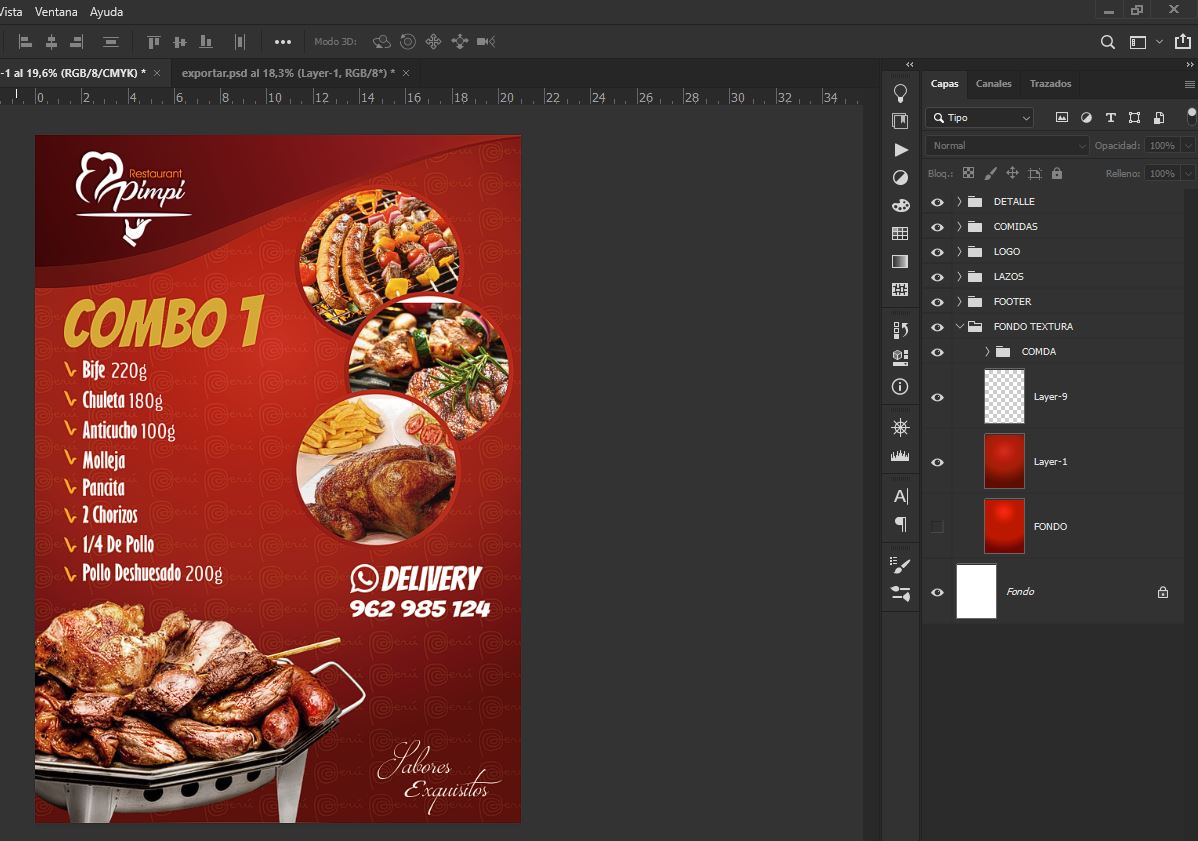 Vista Ventana Ayuda
Modo 3D:
-1 al 19,6% (RGB/8/CMYK) * × exportar.psd al 18,3% (Layer-1, RGB/8*) * ×
0 2 4 6 8 10 12 14 16 18 20 22 24 26 28 30 32 34
Restaurant
Pimpi
COMBO 1
Bife 220g
Chuleta 180g
Anticucho 100g
Molleja
Pancita
2 Chorizos
1/4 De Pollo
Pollo Deshuesado 200g
DELIVERY
962 985 124
Sabores
Exquisitos
Perú
Capas Canales Trazados
Tipo
Normal Opacidad: 100%
Bloq.: Relleno: 100%
DETALLE
COMIDAS
LOGO
LAZOS
FOOTER
FONDO TEXTURA
COMDA
Layer-9
Layer-1
FONDO
Fondo